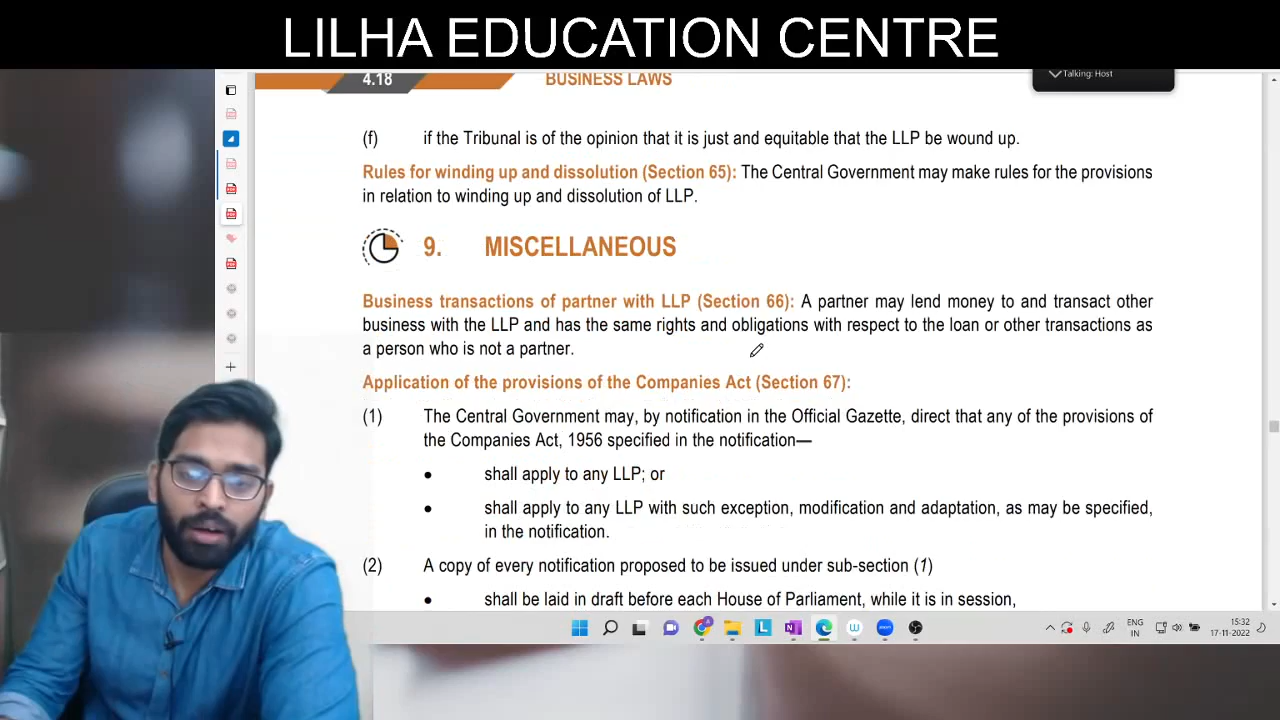 LILHA EDUCATION CENTRE
4.18 BUSINESS LAWS
Talking: Host
(f) if the Tribunal is of the opinion that it is just and equitable that the LLP be wound up.
Rules for winding up and dissolution (Section 65): The Central Government may make rules for the provisions
in relation to winding up and dissolution of LLP.
9. MISCELLANEOUS
Business transactions of partner with LLP (Section 66): A partner may lend money to and transact other
business with the LLP and has the same rights and obligations with respect to the loan or other transactions as
a person who is not a partner.
Application of the provisions of the Companies Act (Section 67):
(1) The Central Government may, by notification in the Official Gazette, direct that any of the provisions of
the Companies Act, 1956 specified in the notification—
• shall apply to any LLP; or
• shall apply to any LLP with such exception, modification and adaptation, as may be specified,
in the notification.
(2) A copy of every notification proposed to be issued under sub-section (1)
• shall be laid in draft before each House of Parliament, while it is in session,
ENG
IN
15:32
17-11-2022